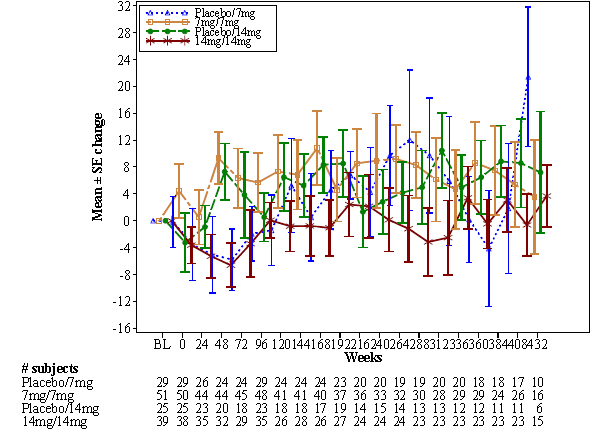 Placebo/7mg
7mg/7mg
Placebo/14mg
14mg/14mg
32
28
24
20
16
12
8
4
0
-4
-8
-12
-16
Mean ± SE change
BL 0 24 48 72 96 120 144 168 192 216 240 264 288 312 336 360 384 408 432
Weeks
# subjects
Placebo/7mg 29 29 26 24 24 29 24 24 24 23 20 20 19 19 20 20 18 18 17 10
7mg/7mg 51 50 44 44 45 48 41 41 40 37 36 33 32 30 28 29 29 24 26 16
Placebo/14mg 25 25 23 20 18 23 18 18 17 19 14 15 14 13 13 12 12 11 11 6
14mg/14mg 39 38 35 32 29 35 26 28 26 27 24 24 24 23 23 23 23 23 23 15